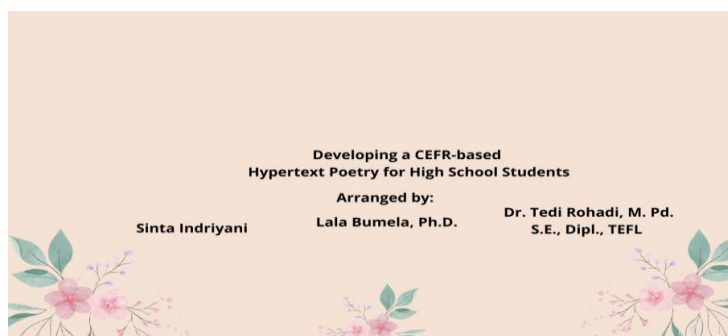 Developing a CEFR-based
Hypertext Poetry for High School Students
Arranged by:
Sinta Indriyani
Lala Bumela, Ph.D.
Dr. Tedi Rohadi, M. Pd.
S.E., Dipl., TEFL